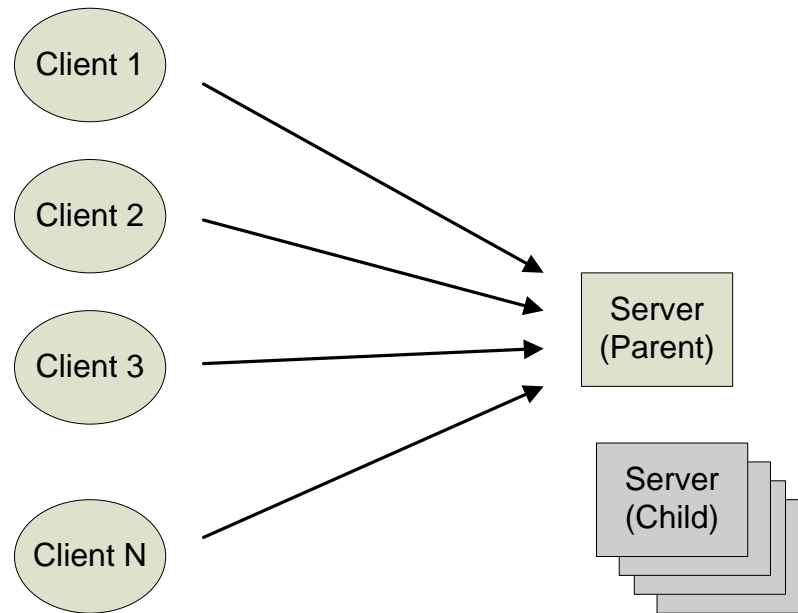 Client 1
Client 2
Client 3
Client N
Server
(Parent)
Server
(Child)